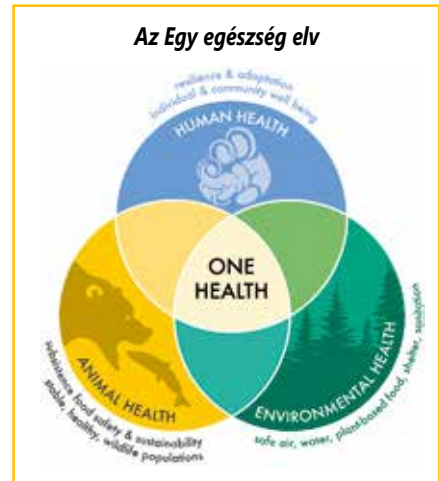 Az Egy egészség elv
resilience & adaptation
individual & community well being
HUMAN HEALTH
ONE
HEALTH
ANIMAL HEALTH
subsistence food safety & sustainability
stable, healthy, wildlife populations
ENVIRONMENTAL HEALTH
safe air, water, plant-based food, shelter, sanitation